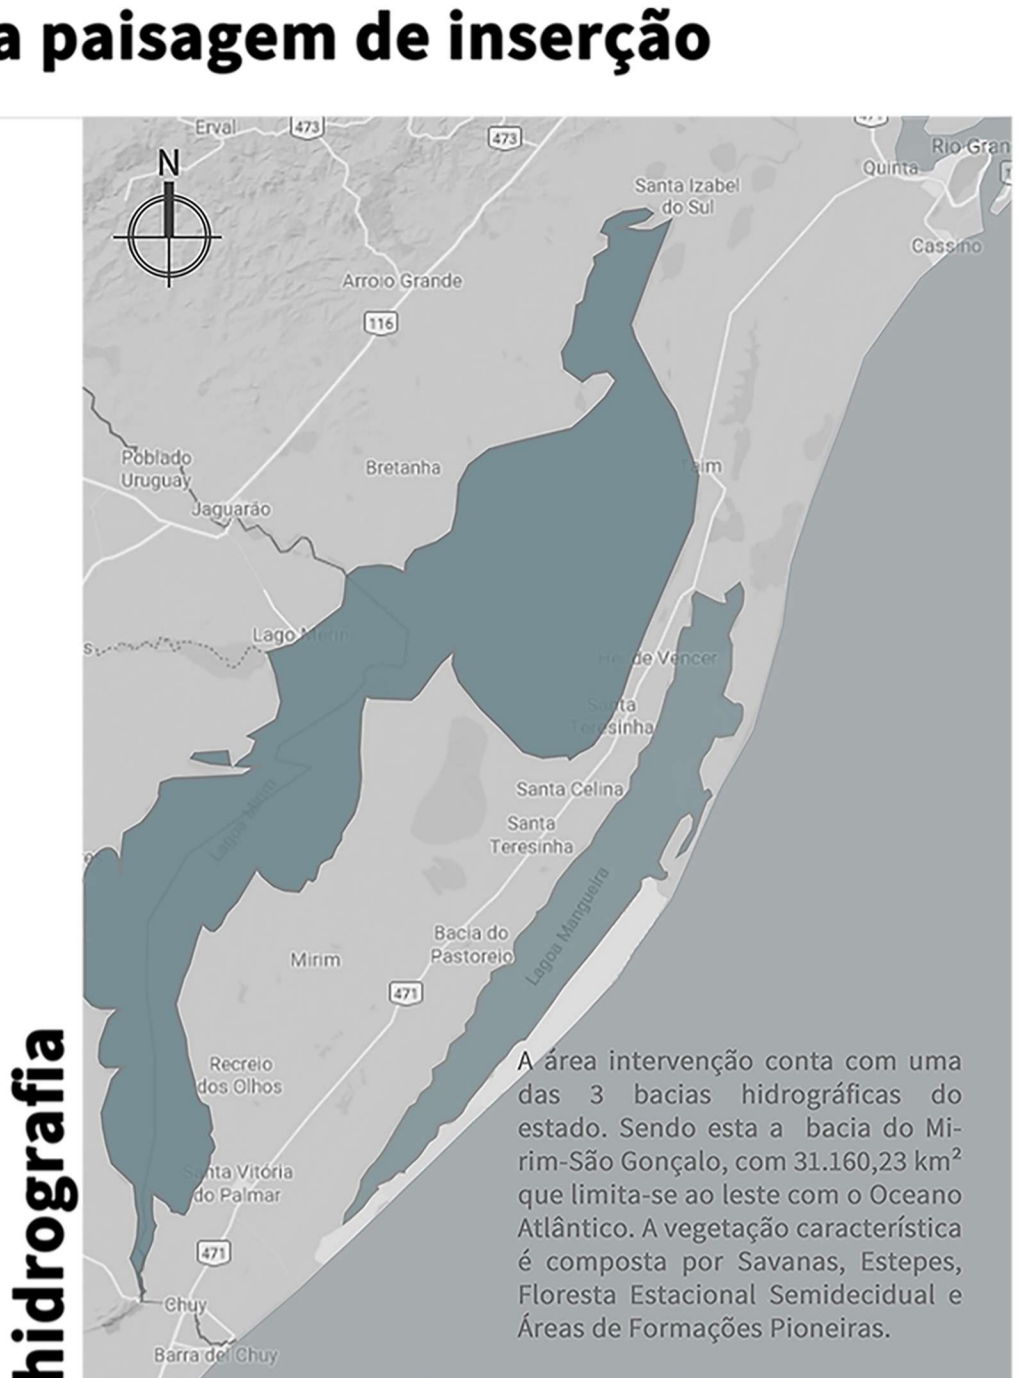 a paisagem de inserção
Erval
473
473
471
Rio Gran
Quinta
N
Santa Izabel
do Sul
Cassino
Arroio Grande
116
Poblado
Uruguay
Bretanha
Jaguarão
Lago Merín
de Vencer
Santa
Teresinha
Santa Celina
Santa
Teresinha
Lagoa Mirim
Lagoa Mangueira
Bacia do
Pastoreio
Mirim
471
Recreio
dos Olhos
Santa Vitória
do Palmar
471
Chuy
Barra del Chuy
hidrografia
A área intervenção conta com uma
das 3 bacias hidrográficas do
estado. Sendo esta a bacia do Mi-
rim-São Gonçalo, com 31.160,23 km²
que limita-se ao leste com o Oceano
Atlântico. A vegetação característica
é composta por Savanas, Estepes,
Floresta Estacional Semidecidual e
Áreas de Formações Pioneiras.